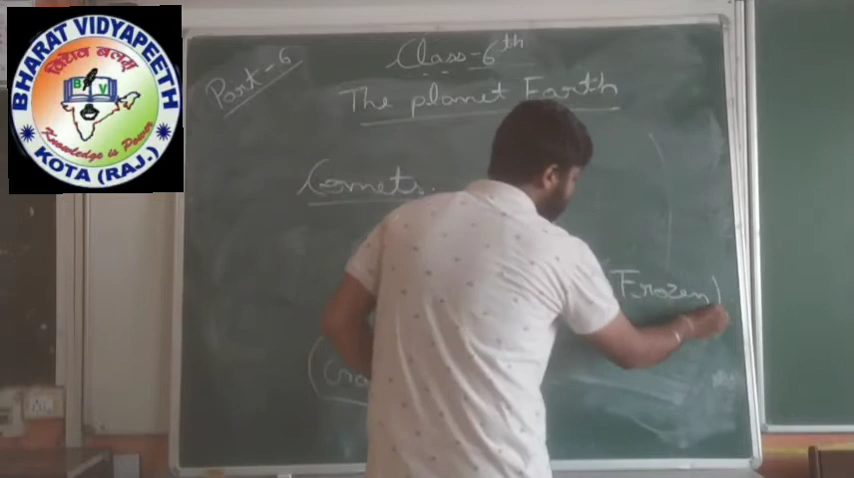 BHARAT VIDYAPEETH
विद्यैव बलम्
B V
Knowledge is Power
KOTA (RAJ.)
Part-6
Class-6th
The planet Earth
Comets.
Frozen)